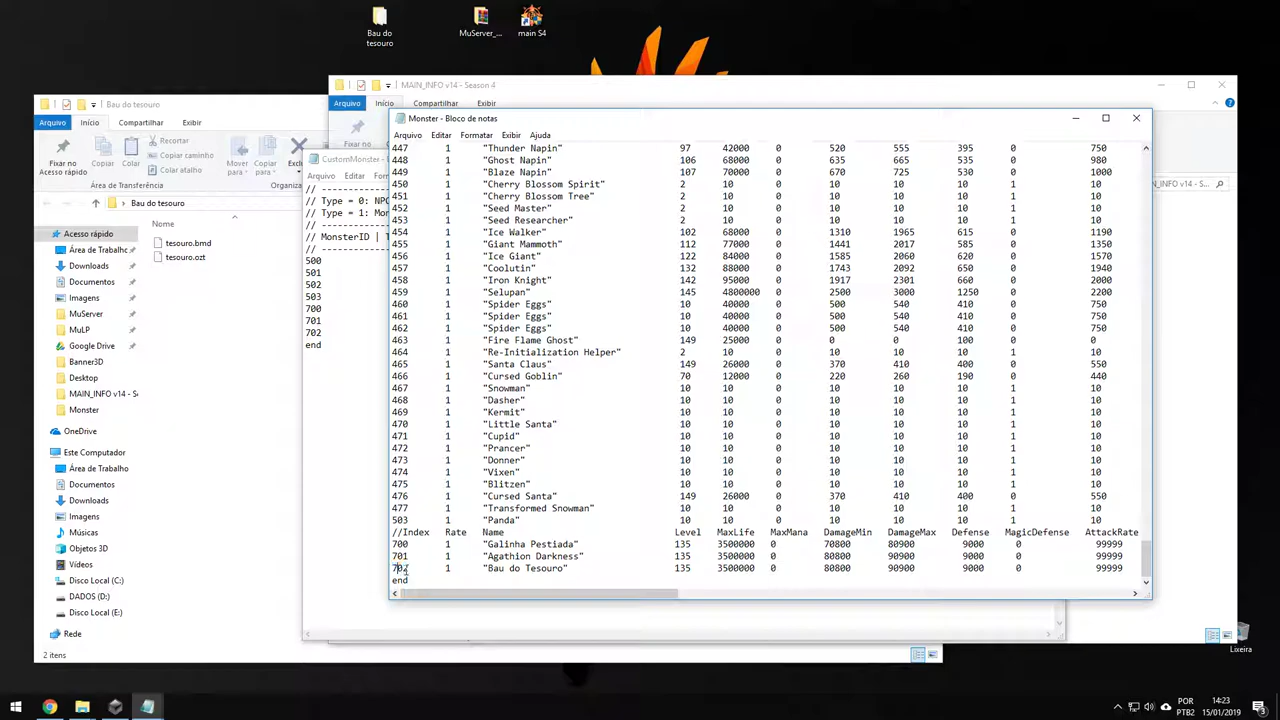 Bau do
tesouro
MuServer_...
main S4
MAIN_INFO v14 - Season 4
Arquivo Início Compartilhar Exibir
Bau do tesouro
Arquivo Início Compartilhar Exibir
Fixar no
Acesso rápido
Copiar
Colar
Recortar
Copiar caminho
Colar atalho
Mover
para
Copiar
para
Área de Transferência
Bau do tesouro
Nome
tesouro.bmd
tesouro.ozt
Acesso rápido
Área de Trabalho
Downloads
Documentos
Imagens
MuServer
MuLP
Google Drive
Banner3D
Desktop
MAIN_INFO v14 - S
Monster
OneDrive
Este Computador
Área de Trabalho
Documentos
Downloads
Imagens
Músicas
Objetos 3D
Vídeos
Disco Local (C:)
DADOS (D:)
Disco Local (E:)
Rede
2 itens
CustomMonster -
Arquivo Editar
// Type = 0: NPC
// Type = 1: Mon
// MonsterID | T
500
501
502
503
700
701
702
end
Monster - Bloco de notas
Arquivo Editar Formatar Exibir Ajuda
447 1 "Thunder Napin" 97 42000 0 520 555 395 0 750
448 1 "Ghost Napin" 106 68000 0 635 665 535 0 980
449 1 "Blaze Napin" 107 70000 0 670 725 530 0 1000
450 1 "Cherry Blossom Spirit" 2 10 0 10 10 10 1 10
451 1 "Cherry Blossom Tree" 2 10 0 10 10 10 1 10
452 1 "Seed Master" 2 10 0 10 10 10 1 10
453 1 "Seed Researcher" 2 10 0 10 10 10 1 10
454 1 "Ice Walker" 102 68000 0 1310 1965 615 0 1190
455 1 "Giant Mammoth" 112 77000 0 1441 2017 585 0 1350
456 1 "Ice Giant" 122 84000 0 1585 2060 620 0 1570
457 1 "Coolutin" 132 88000 0 1743 2092 650 0 1940
458 1 "Iron Knight" 142 95000 0 1917 2301 660 0 2000
459 1 "Selupan" 145 4800000 0 2500 3000 1250 0 2200
460 1 "Spider Eggs" 10 40000 0 500 540 410 0 750
461 1 "Spider Eggs" 10 40000 0 500 540 410 0 750
462 1 "Spider Eggs" 10 40000 0 500 540 410 0 750
463 1 "Fire Flame Ghost" 149 25000 0 0 0 100 0 0
464 1 "Re-Initialization Helper" 2 10 0 10 10 10 1 10
465 1 "Santa Claus" 149 26000 0 370 410 400 0 550
466 1 "Cursed Goblin" 70 12000 0 220 260 190 0 440
467 1 "Snowman" 10 10 0 10 10 10 1 10
468 1 "Dasher" 10 10 0 10 10 10 1 10
469 1 "Kermit" 10 10 0 10 10 10 1 10
470 1 "Little Santa" 10 10 0 10 10 10 1 10
471 1 "Cupid" 10 10 0 10 10 10 1 10
472 1 "Prancer" 10 10 0 10 10 10 1 10
473 1 "Donner" 10 10 0 10 10 10 1 10
474 1 "Vixen" 10 10 0 10 10 10 1 10
475 1 "Blitzen" 10 10 0 10 10 10 1 10
476 1 "Cursed Santa" 149 26000 0 370 410 400 0 550
477 1 "Transformed Snowman" 10 10 0 10 10 10 1 10
503 1 "Panda" 10 10 0 10 10 10 1 10
//Index Rate Name Level MaxLife MaxMana DamageMin DamageMax Defense MagicDefense AttackRate
700 1 "Galinha Pestiada" 135 3500000 0 70800 80900 9000 0 99999
701 1 "Agathion Darkness" 135 3500000 0 80800 90900 9000 0 99999
702 1 "Bau do Tesouro" 135 3500000 0 80800 90900 9000 0 99999
end
Lixeira
POR
PTB2
14:23
15/01/2019
3